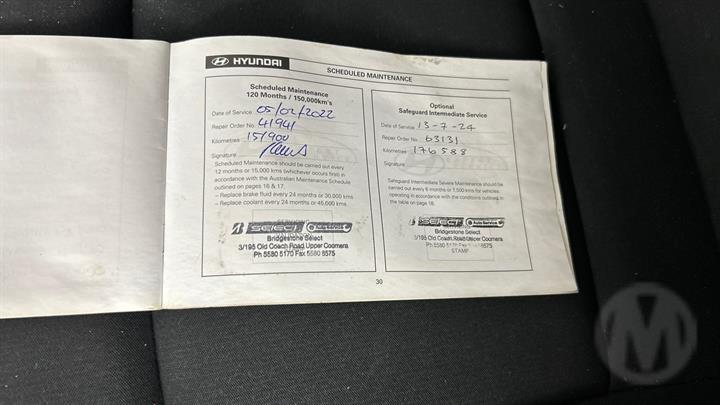 HYUNDAI
SCHEDULED MAINTENANCE
Scheduled Maintenance
120 Months / 150,000km's
Date of Service 05/02/2022
Repair Order No. 41941
Kilometres 151900
Signature
Scheduled Maintenance should be carried out every
12 months or 15,000 kms (whichever occurs first) in
accordance with the Australian Maintenance Schedule
outlined on pages 16 & 17.
– Replace brake fluid every 24 months or 30,000 kms
– Replace coolant every 24 months or 45,000 kms.
SELECT
Bridgestone Select
3/195 Old Coach Road Upper Coomera
Ph 5580 5170 Fax 5580 8575
Optional
Safeguard Intermediate Service
Date of Service 13-7-24
Repair Order No. 63131
Kilometres 176588
Signature
Safeguard Intermediate Severe Maintenance should be
carried out every 6 months or 7,500 kms for vehicles
operating in accordance with the conditions outlined in
the table on page 18.
SELECT
Bridgestone Select
3/195 Old Coach Road Upper Coomera
Ph 5580 5170 Fax 5580 8575
STAMP
30
M